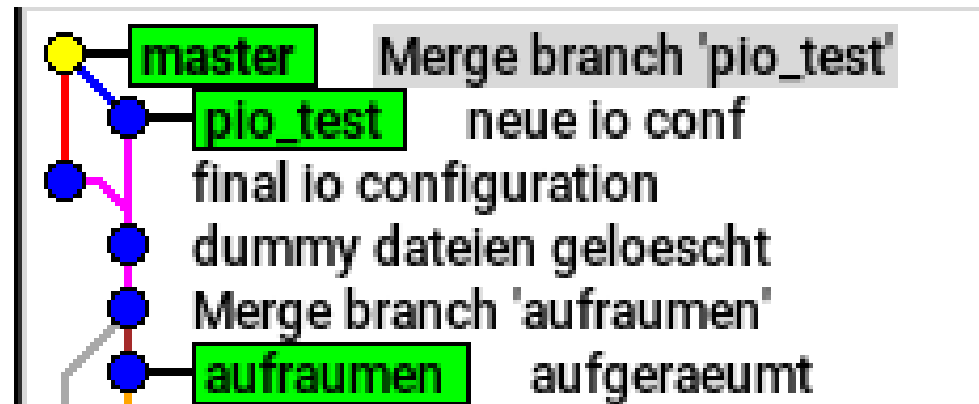 master Merge branch 'pio_test'
pio_test neue io conf
final io configuration
dummy dateien geloescht
Merge branch 'aufraumen'
aufraumen aufgeraeumt